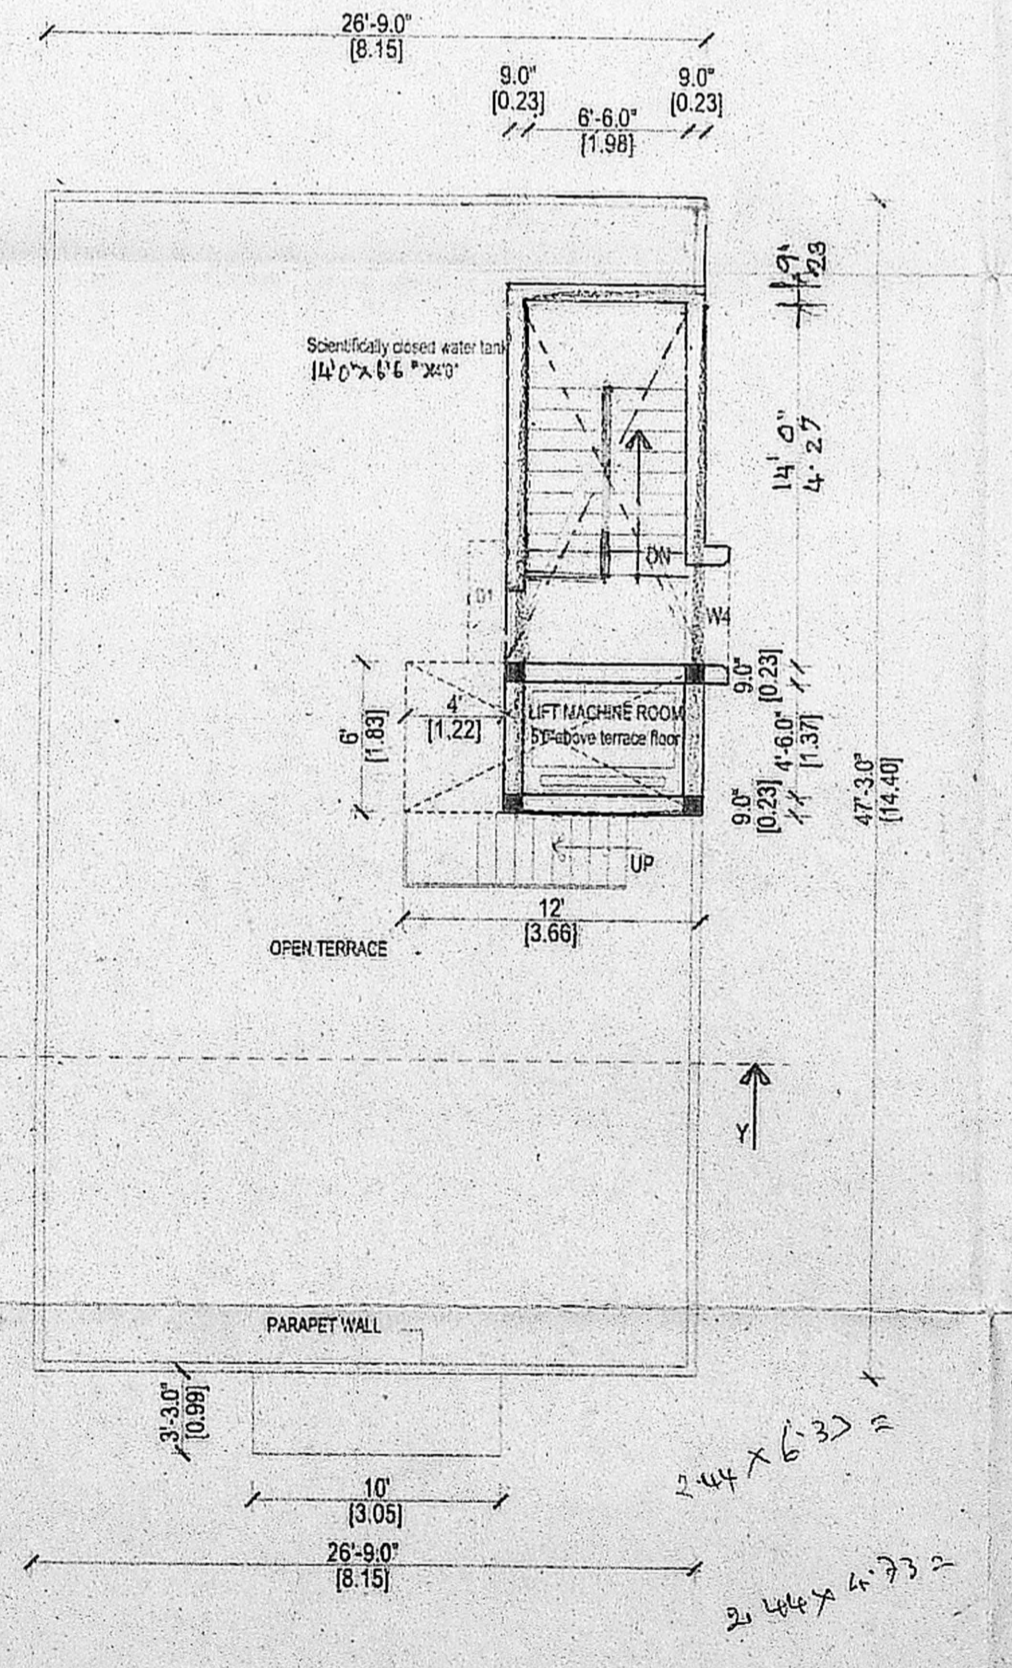 26'-9.0"
[8.15]
9.0"
[0.23]
9.0"
[0.23]
6'-6.0"
[1.98]
9"
23
Scientifically closed water tank
14'0"x6'6"x4'0"
14' 0"
4.27
DN
D1
W4
9.0"
[0.23]
6'
[1.83]
4'
[1,22]
LIFT MACHINE ROOM
5'0"above terrace floor
4'-6.0"
[1.37]
9.0"
[0.23]
47'-3.0"
[14.40]
UP
12'
[3.66]
OPEN TERRACE
Y
PARAPET WALL
3'-3.0"
[0.99]
10'
[3.05]
26'-9.0"
[8.15]
2.44 x 6.33 =
2.44 x 4.73 =